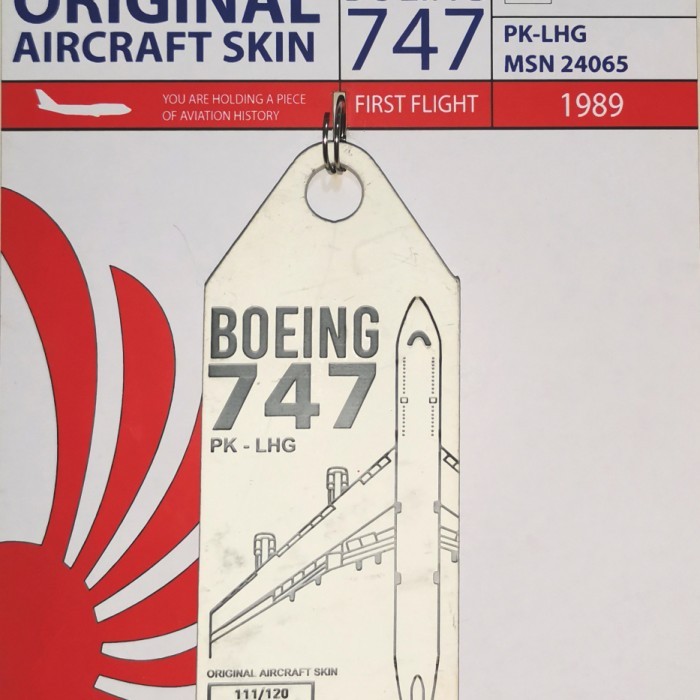 ORIGINAL
AIRCRAFT SKIN
BOEING
747
PK-LHG
MSN 24065
YOU ARE HOLDING A PIECE
OF AVIATION HISTORY
FIRST FLIGHT
1989
BOEING
747
PK - LHG
ORIGINAL AIRCRAFT SKIN
111/120